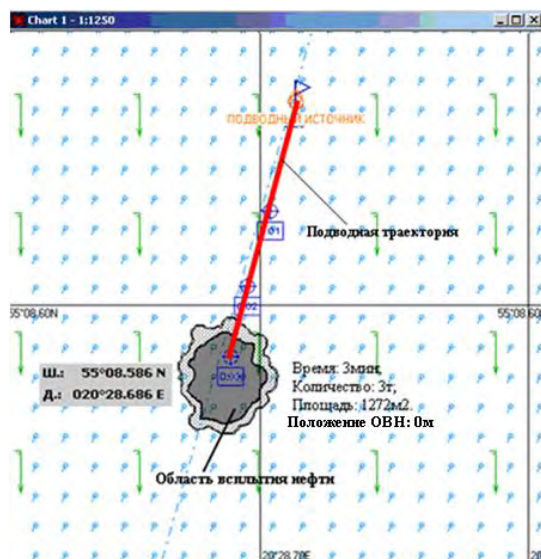 Chart 1 - 1:1250
ПОДВОДНЫЙ ИСТОЧНИК
Подводная траектория
55°08.60N
55°08.60
Ш.: 55°08.586 N
Д.: 020°28.686 E
Время: 3мин,
Количество: 3т,
Площадь: 1272м2.
Положение ОВН: 0м
Область всплытия нефти
20°28.70E